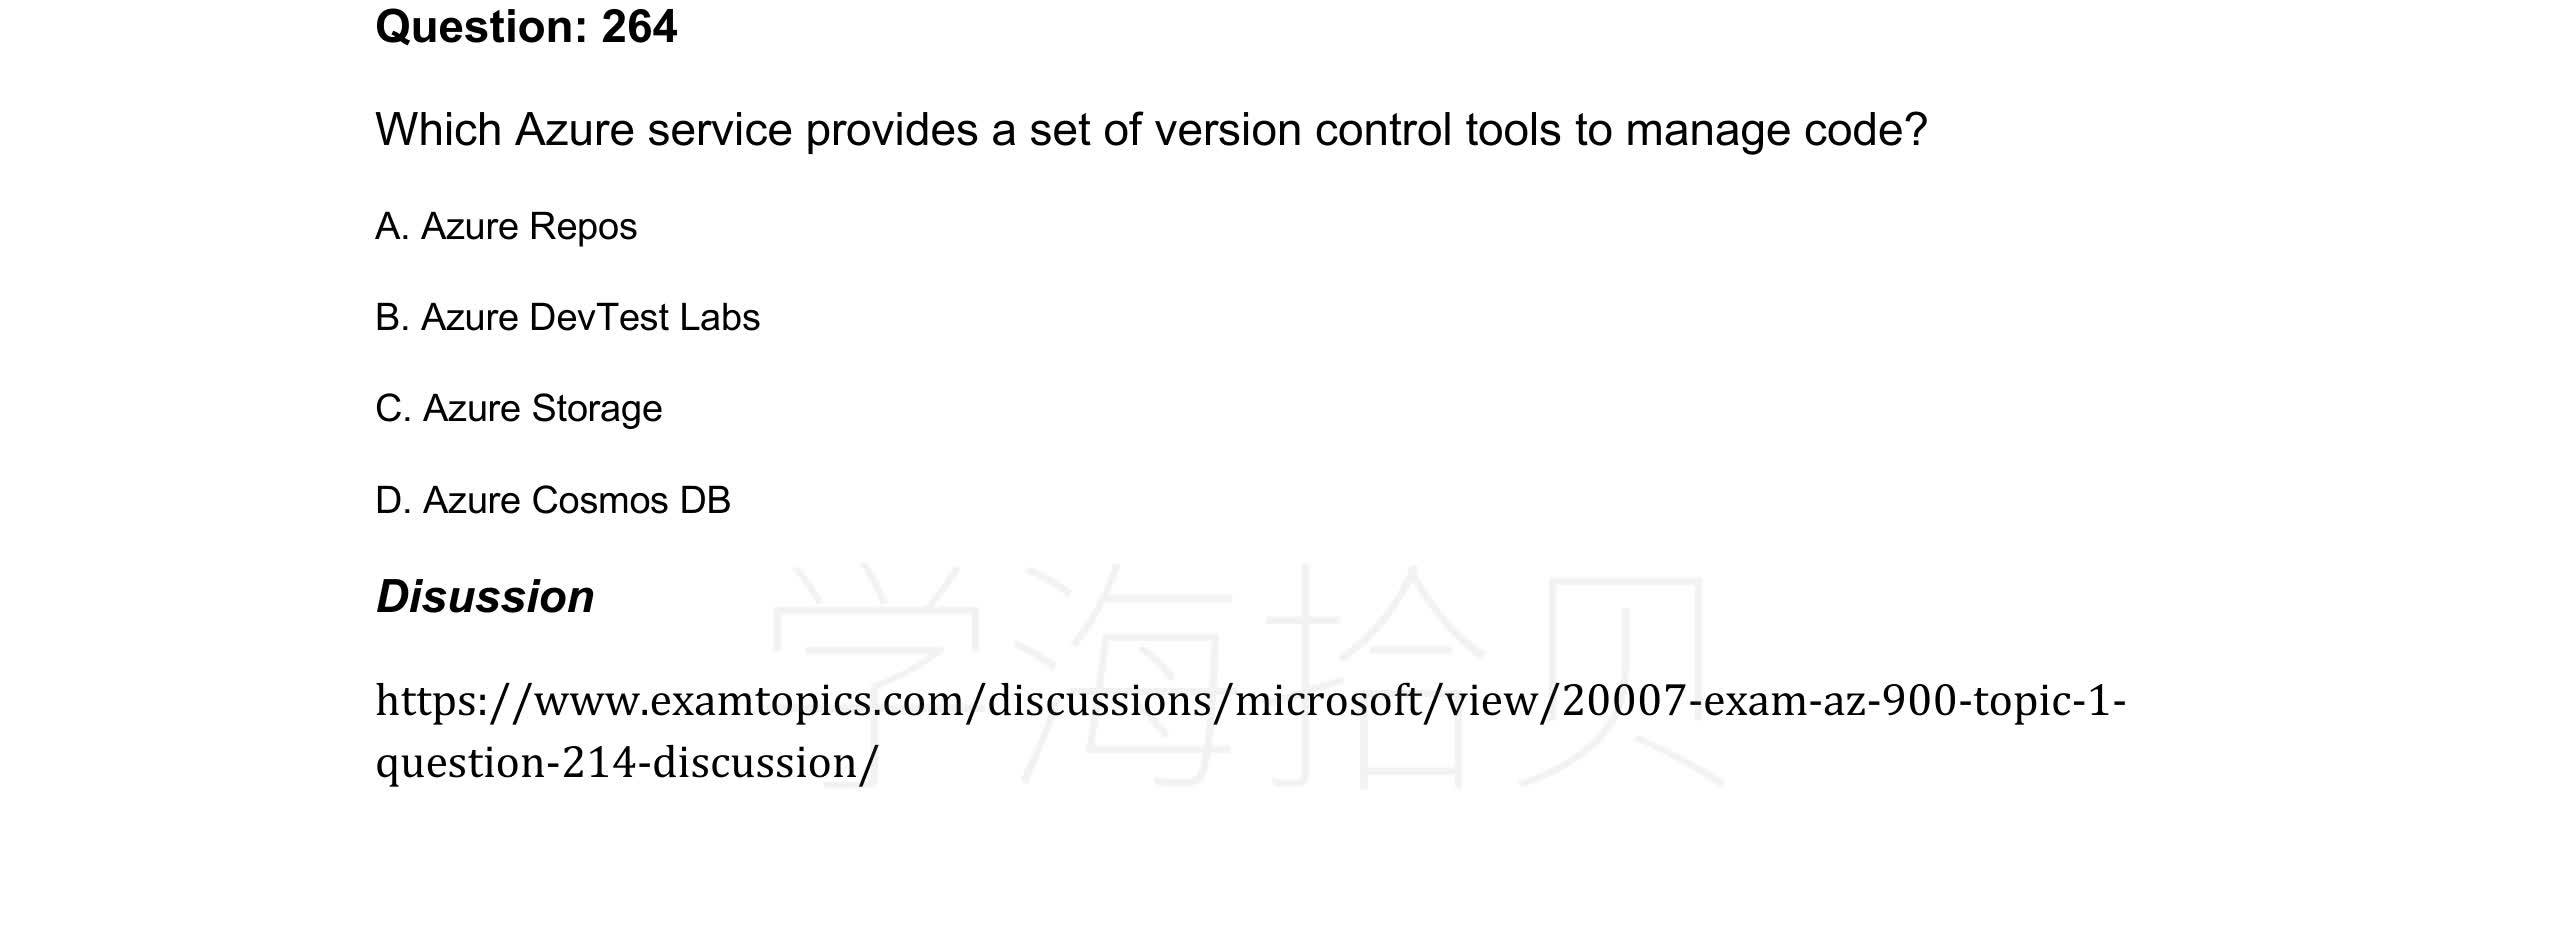 Question: 264
Which Azure service provides a set of version control tools to manage code?
A. Azure Repos
B. Azure DevTest Labs
C. Azure Storage
D. Azure Cosmos DB
Disussion
学海拾贝
https://www.examtopics.com/discussions/microsoft/view/20007-exam-az-900-topic-1-
question-214-discussion/